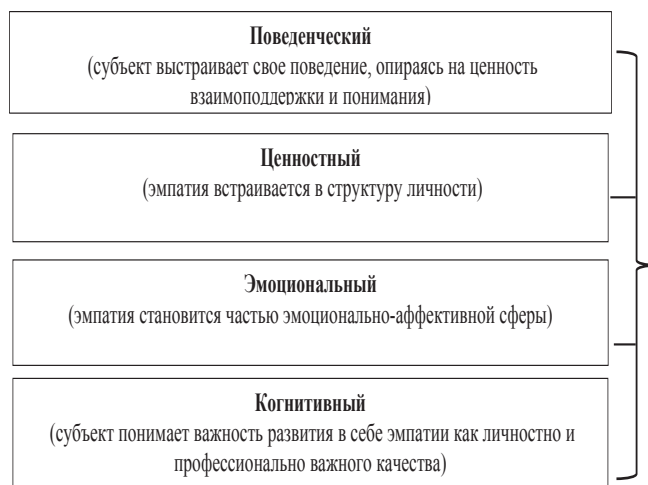 Поведенческий
(субъект выстраивает свое поведение, опираясь на ценность
взаимоподдержки и понимания)
Ценностный
(эмпатия встраивается в структуру личности)
Эмоциональный
(эмпатия становится частью эмоционально-аффективной сферы)
Когнитивный
(субъект понимает важность развития в себе эмпатии как личностно и
профессионально важного качества)